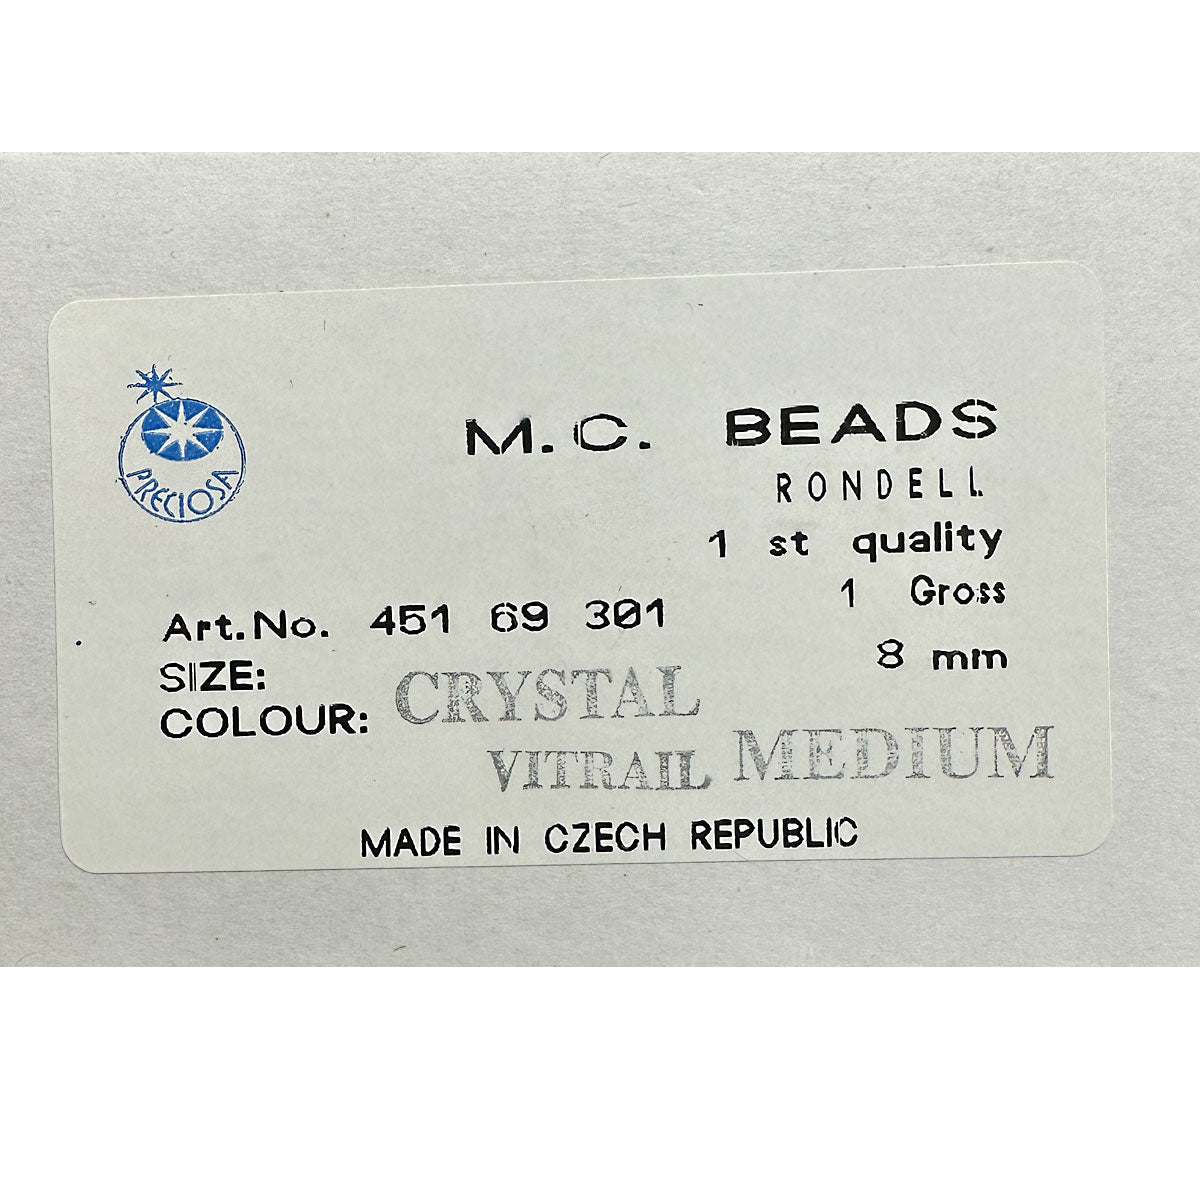 PRECIOSA
M.C. BEADS
RONDELL
1 st quality
1 Gross
Art.No. 451 69 301
8 mm
SIZE:
COLOUR: CRYSTAL
VITRAIL MEDIUM
MADE IN CZECH REPUBLIC